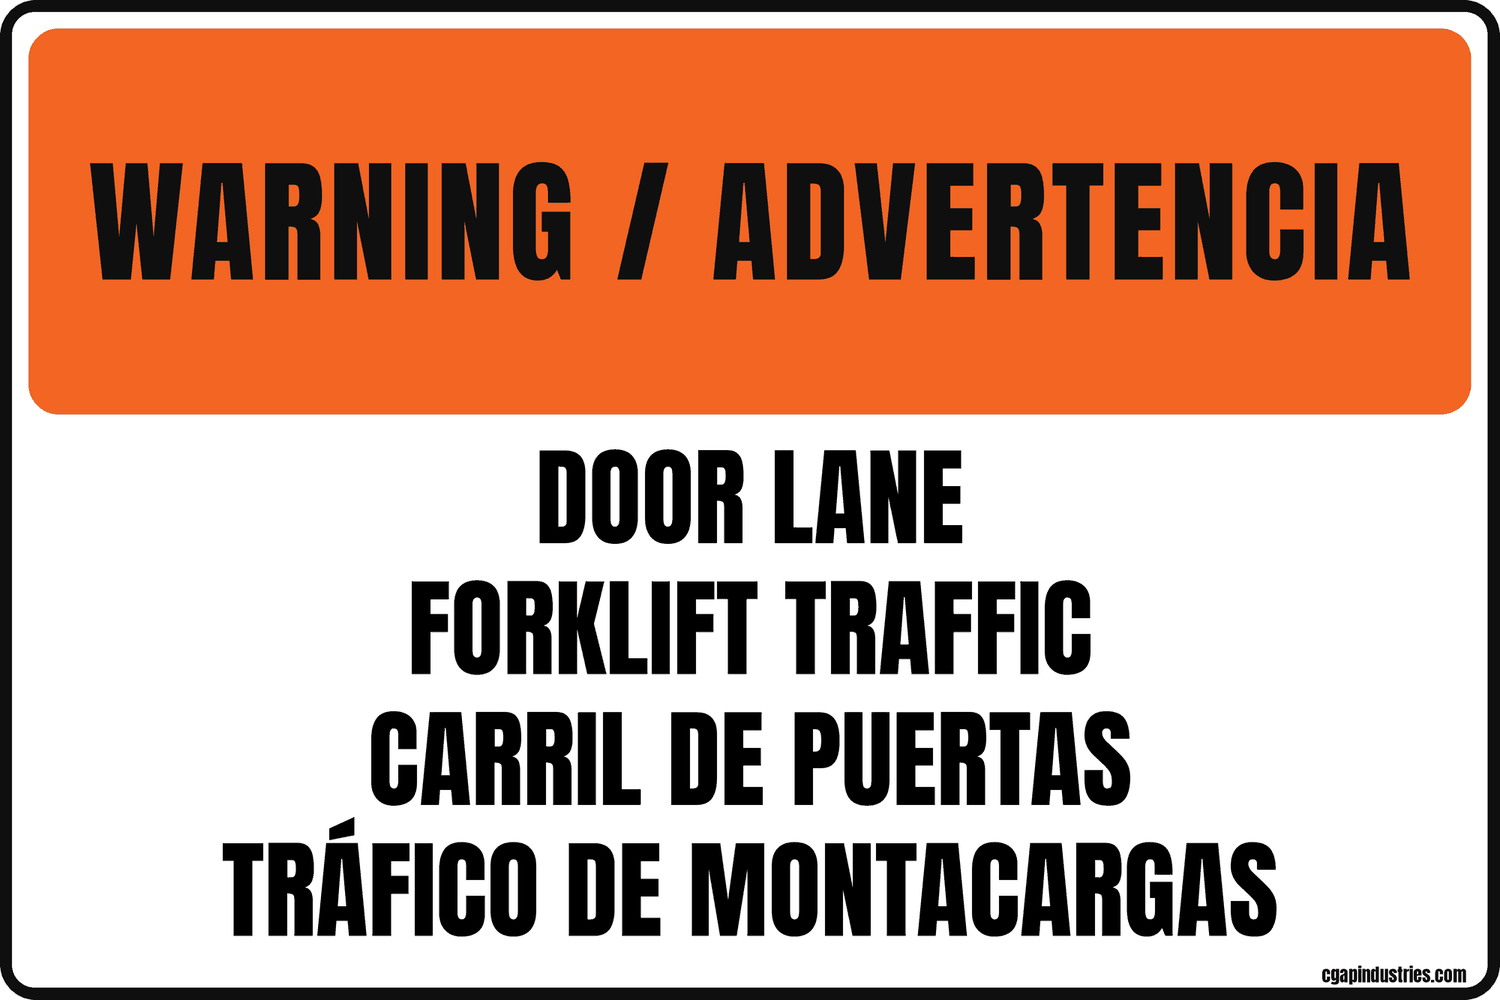 WARNING / ADVERTENCIA
DOOR LANE
FORKLIFT TRAFFIC
CARRIL DE PUERTAS
TRÁFICO DE MONTACARGAS
cgapindustries.com